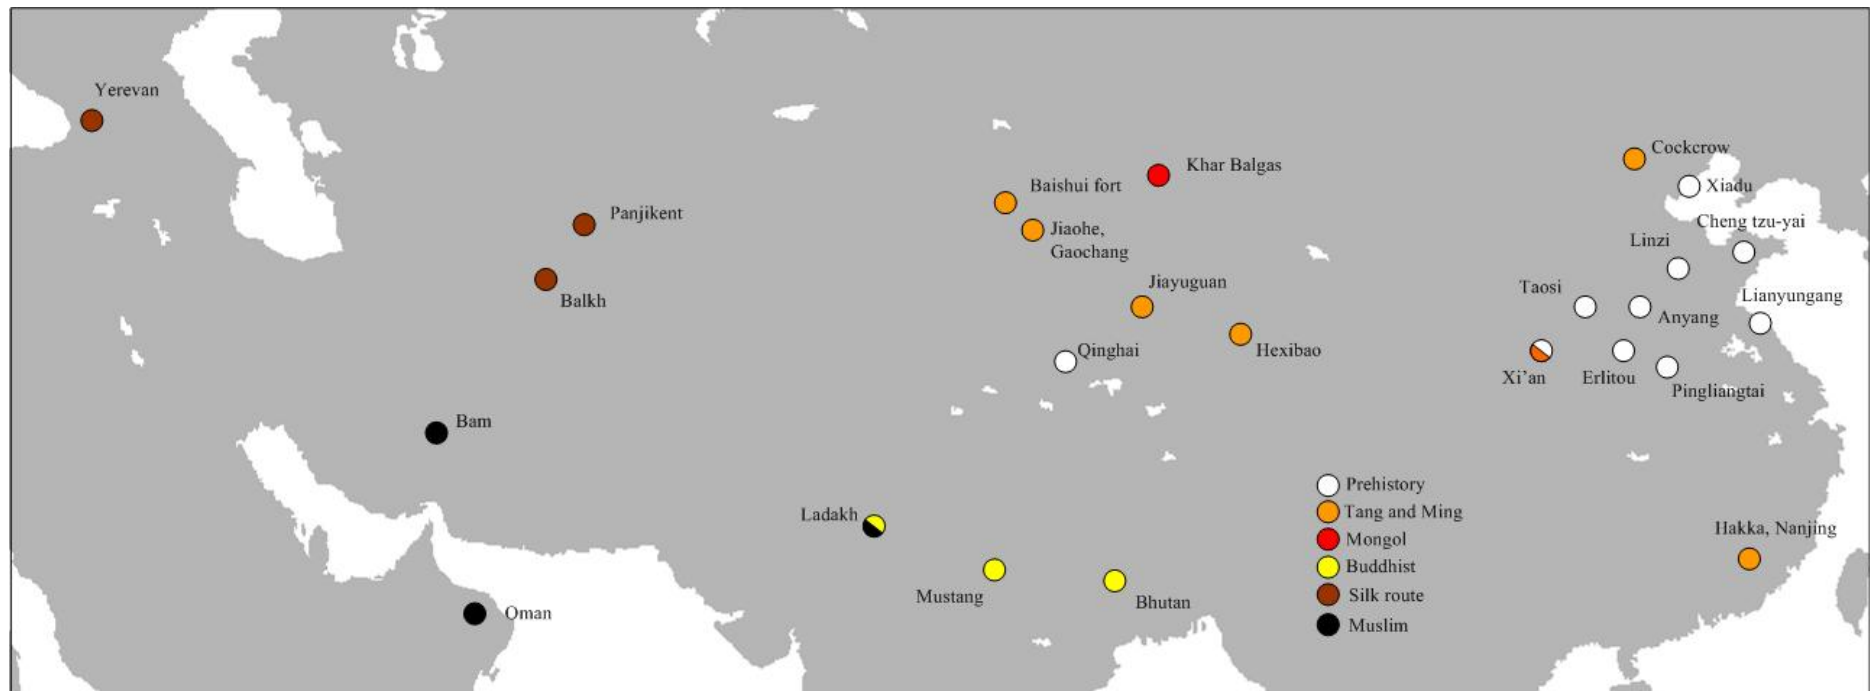 Yerevan
Cockcrow
Khar Balgas
Baishui fort
Xiadu
Panjikent
Cheng tzu-yai
Jiaohe,
Gaochang
Linzi
Jiayuguan
Taosi
Lianyungang
Balkh
Anyang
Qinghai
Hexibao
Xi’an
Erlitou
Pingliangtai
Bam
Prehistory
Ladakh
Tang and Ming
Hakka, Nanjing
Mongol
Buddhist
Mustang
Bhutan
Silk route
Oman
Muslim